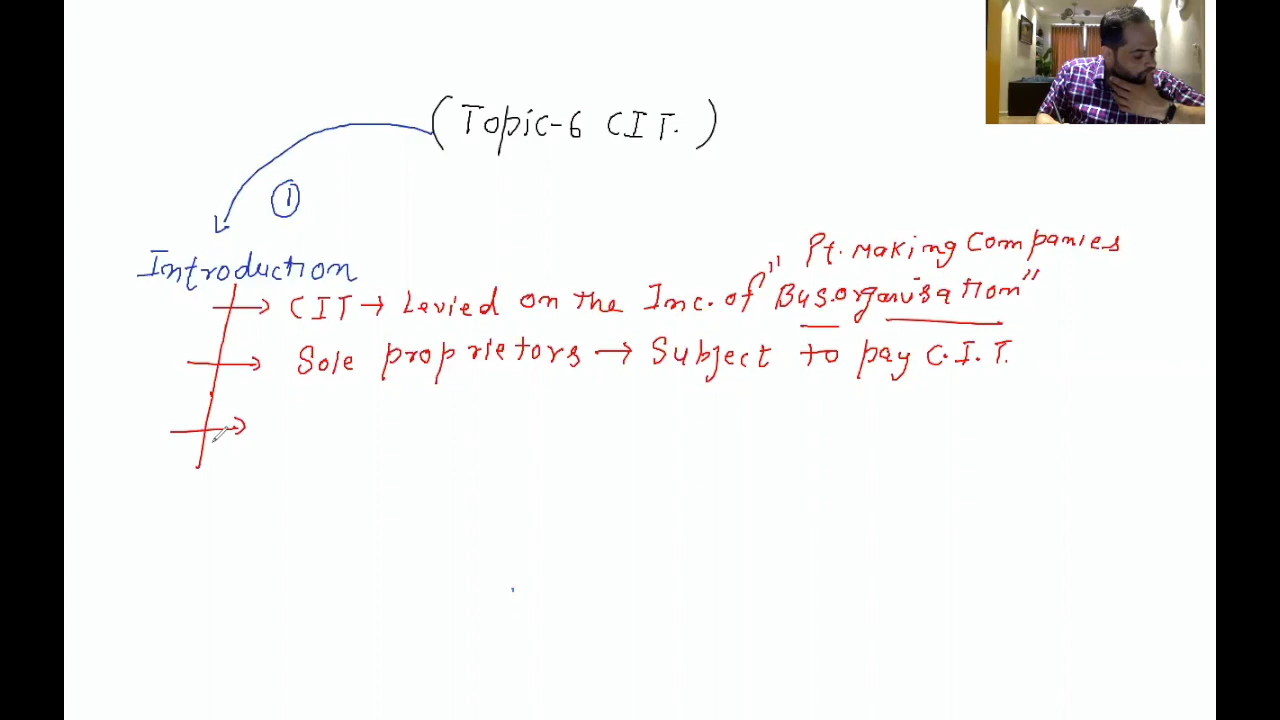 (Topic-6 CIT.)
①
Introduction
Pt. Making Companies
CIT → Levied on the Inc. of "Bus.organisation"
Sole proprietors → Subject to pay C.I.T.